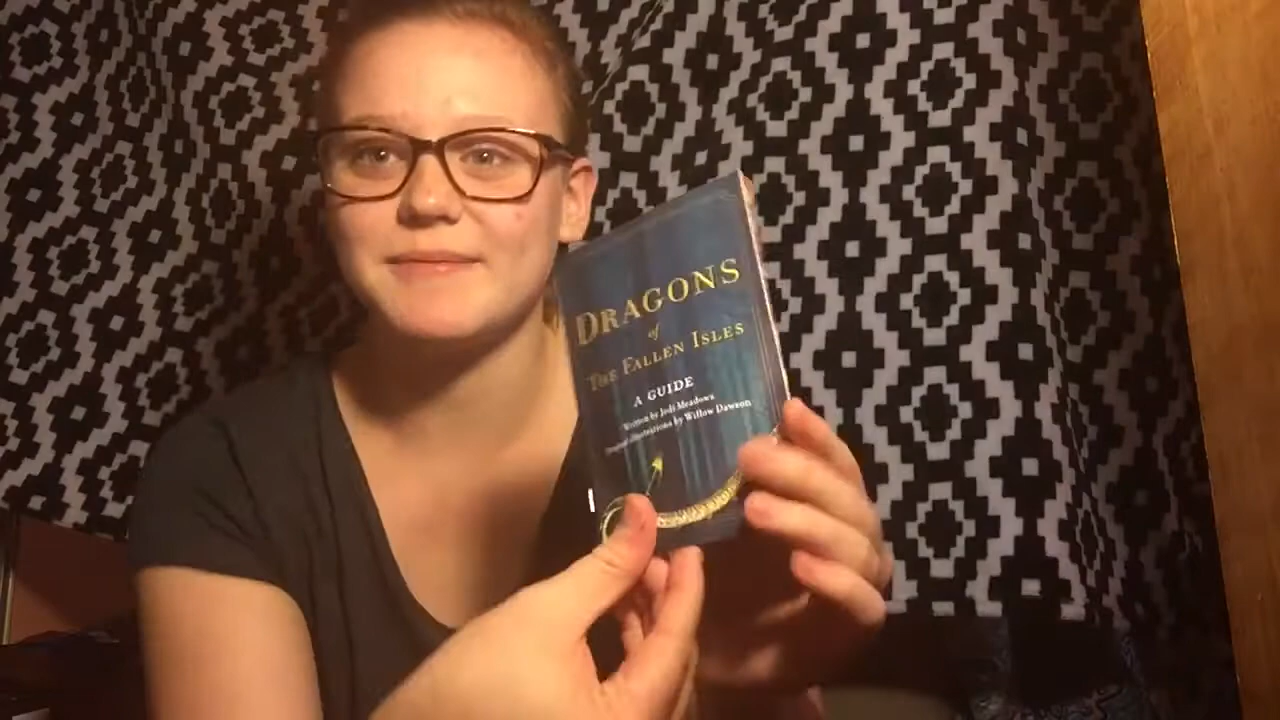 DRAGONS
of
THE FALLEN ISLES
A GUIDE
Written by Jodi Meadows
illustrations by Willow Dawson